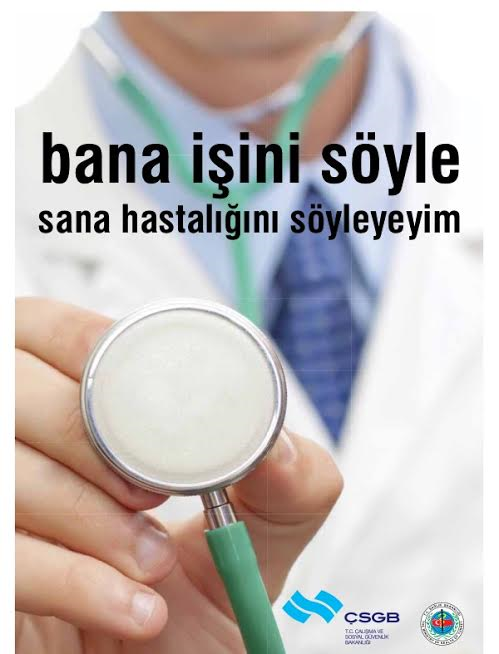 bana işini söyle
sana hastalığını söyleyeyim
ÇSGB
T.C. ÇALIŞMA VE
SOSYAL GÜVENLİK
BAKANLIĞI